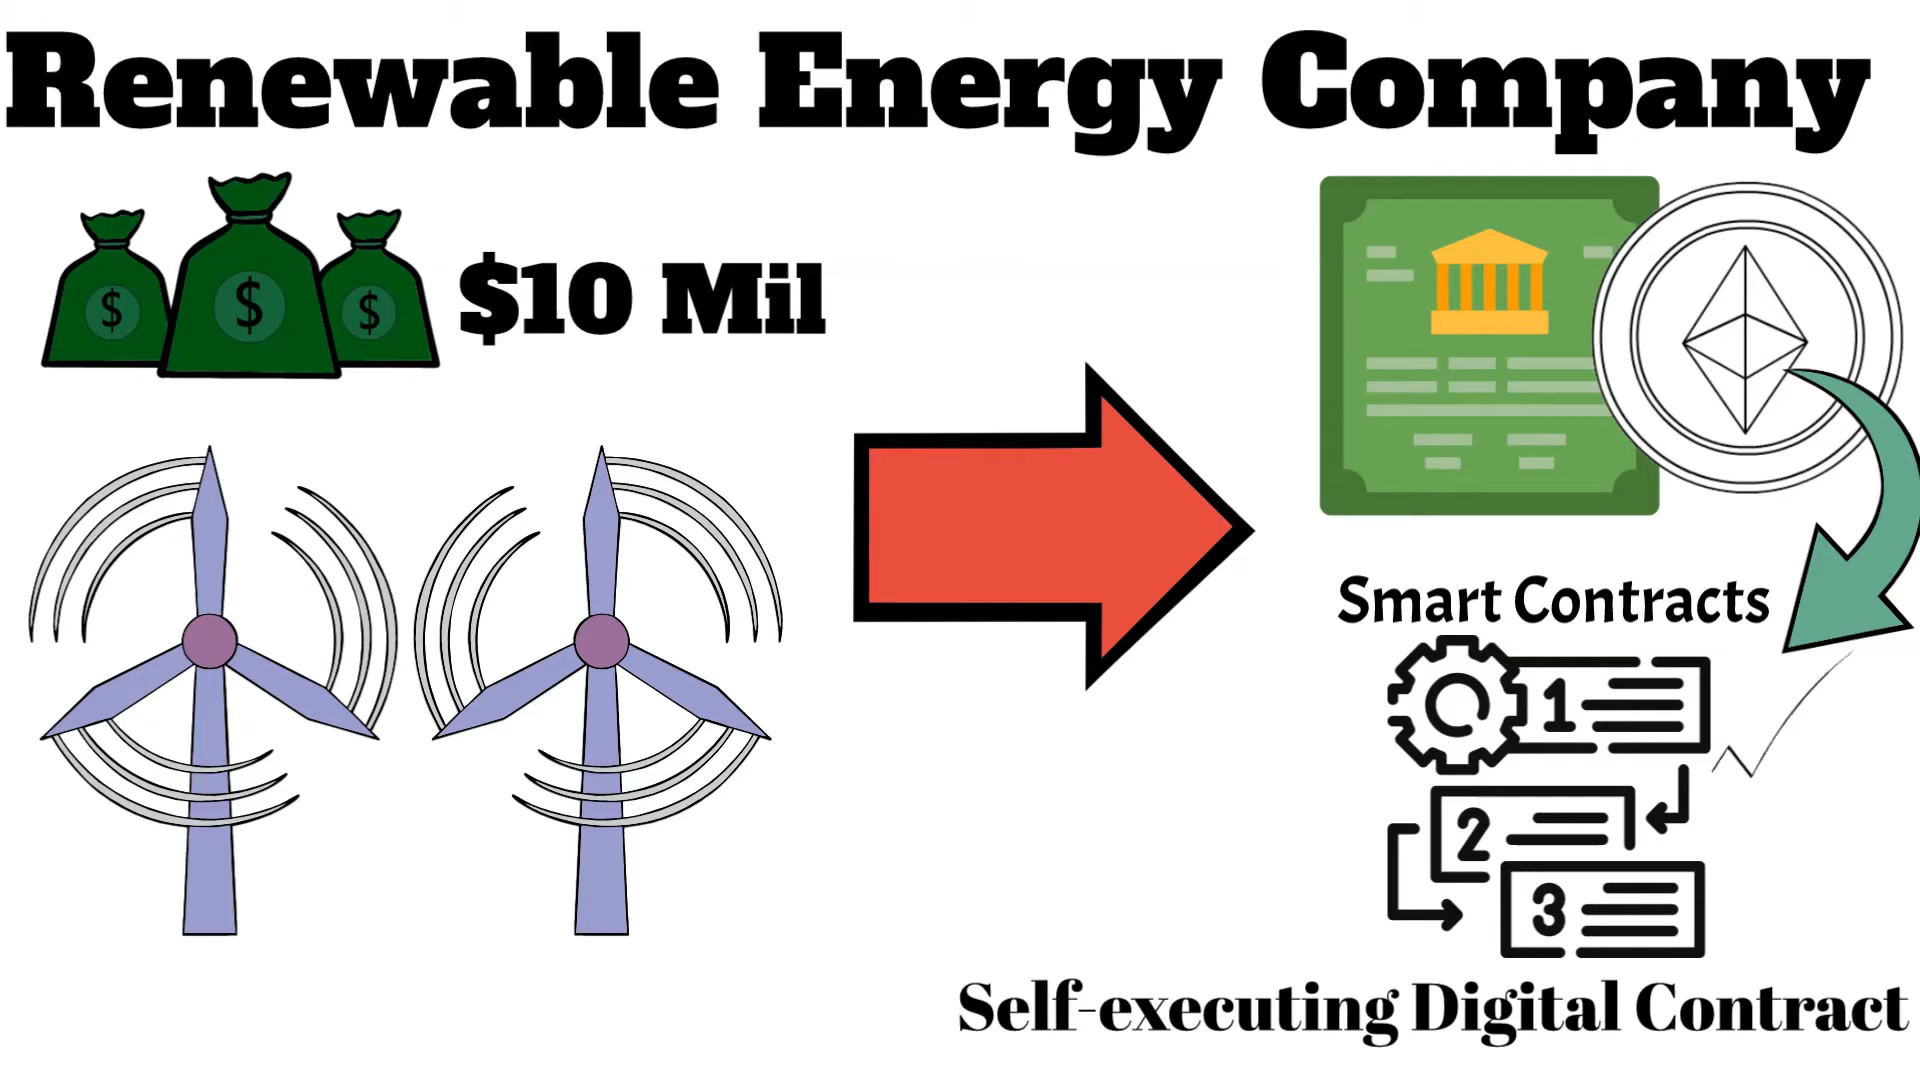 Renewable Energy Company
$ $ $ $10 Mil
Smart Contracts
1
2
3
Self-executing Digital Contract